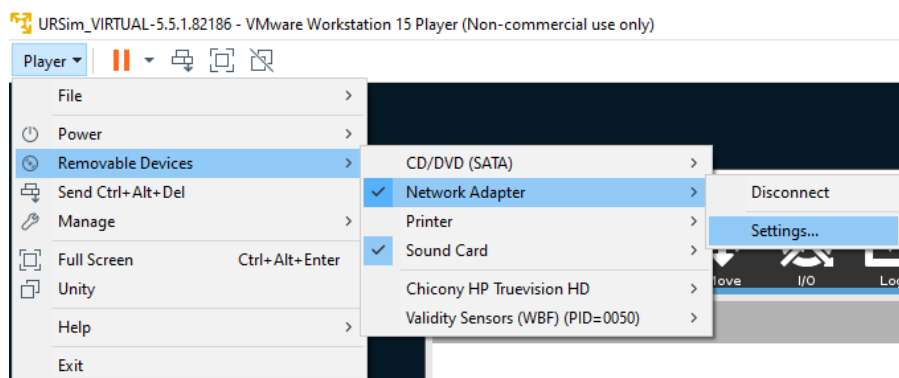 URSim_VIRTUAL-5.5.1.82186 - VMware Workstation 15 Player (Non-commercial use only)
Player
File
Power
Removable Devices
Send Ctrl+Alt+Del
Manage
Full Screen Ctrl+Alt+Enter
Unity
Help
Exit
CD/DVD (SATA)
Network Adapter
Printer
Sound Card
Chicony HP Truevision HD
Validity Sensors (WBF) (PID=0050)
Disconnect
Settings...
I/O